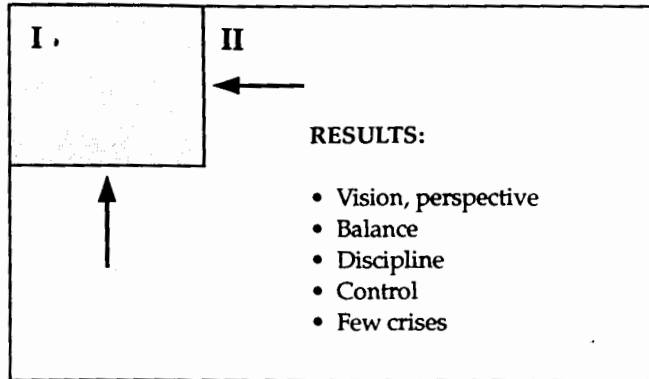 I II
RESULTS:
• Vision, perspective
• Balance
• Discipline
• Control
• Few crises